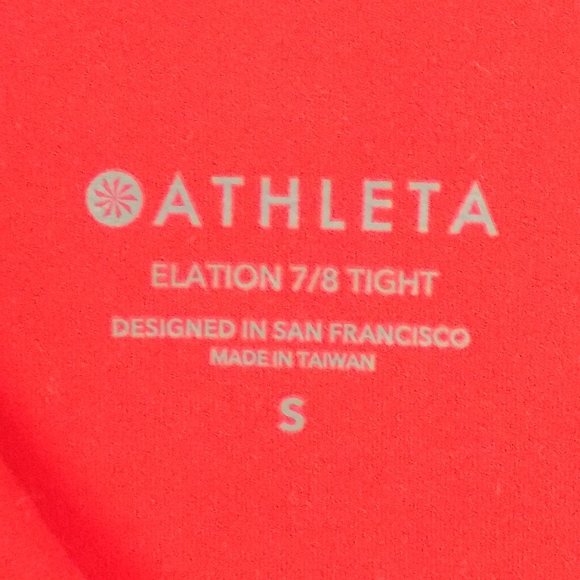 ATHLETA
ELATION 7/8 TIGHT
DESIGNED IN SAN FRANCISCO
MADE IN TAIWAN
S